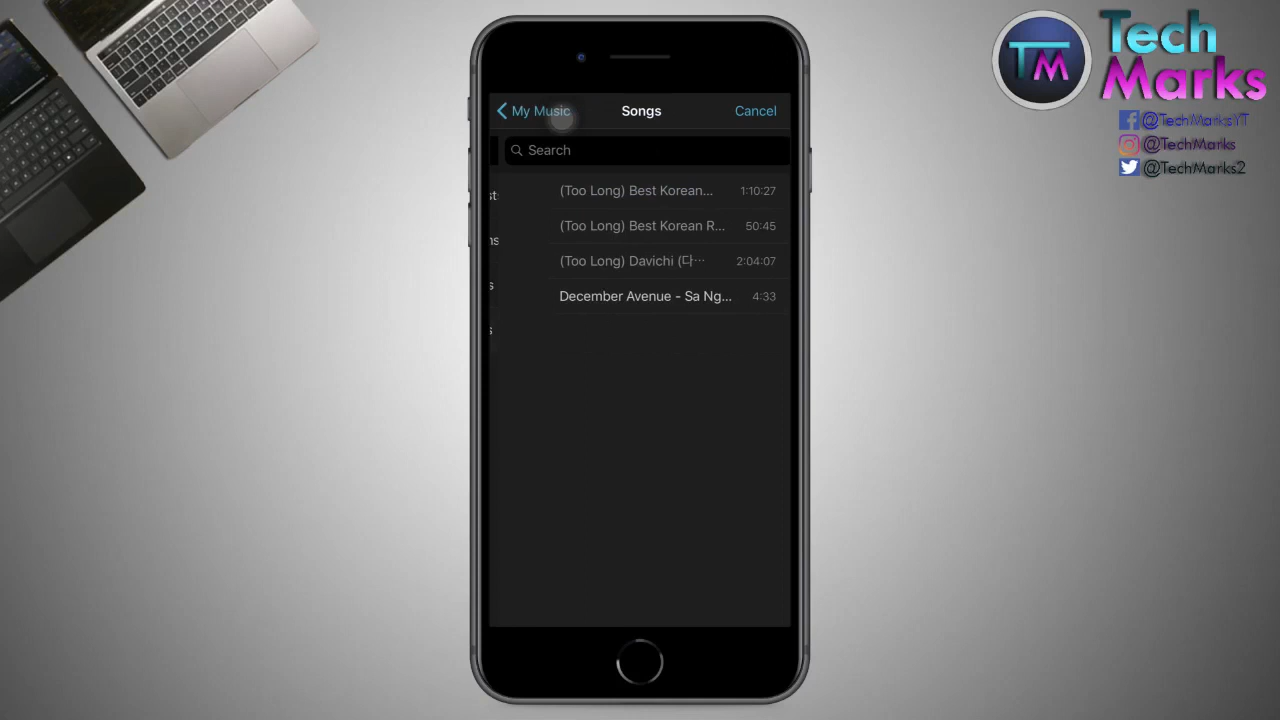 My Music
Songs
Cancel
Search
(Too Long) Best Korean... 1:10:27
(Too Long) Best Korean R... 50:45
(Too Long) Davichi (다··· 2:04:07
December Avenue - Sa Ng... 4:33
TM
Tech
Marks
@TechMarksYT
@TechMarks
@TechMarks2